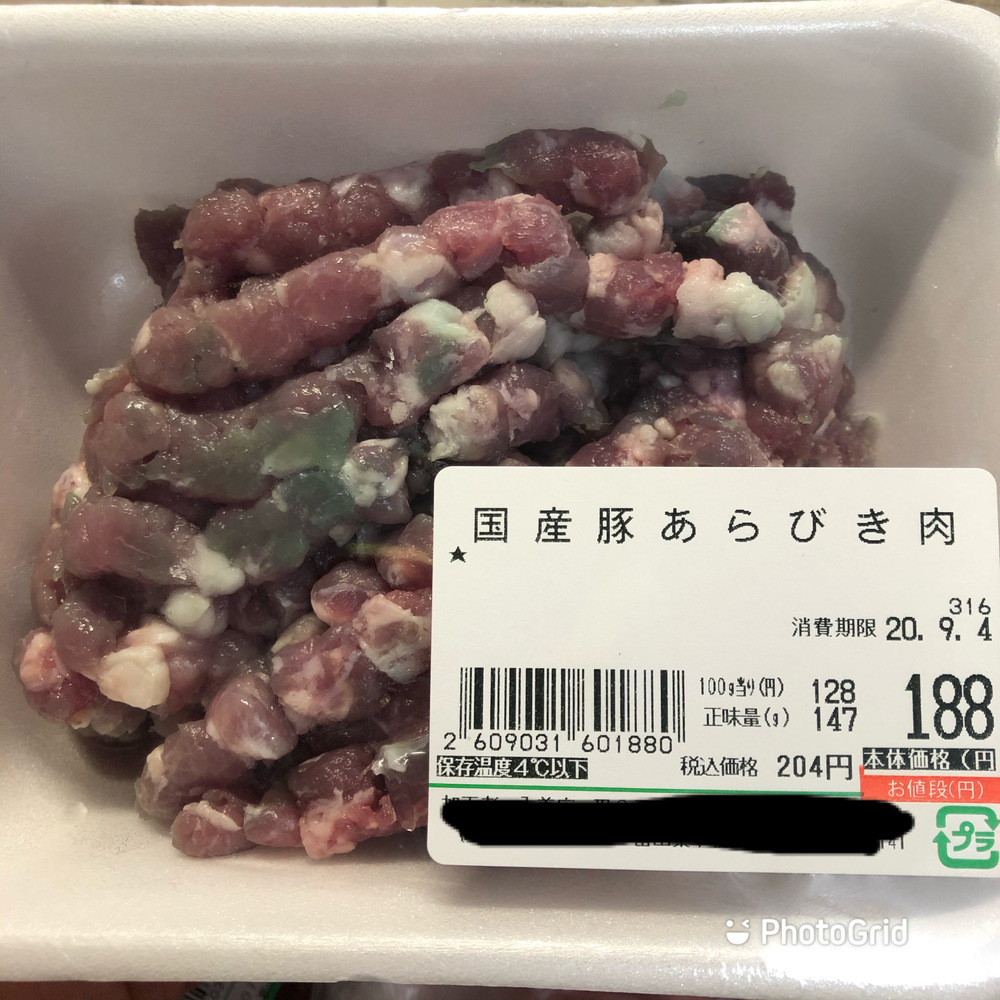 国産豚あらびき肉
★
316
消費期限 20. 9. 4
100g当り(円) 128
正味量(g) 147
188
2 609031 601880
本体価格 (円
保存温度4℃以下
税込価格 204円
お値段(円)
プラ
PhotoGrid